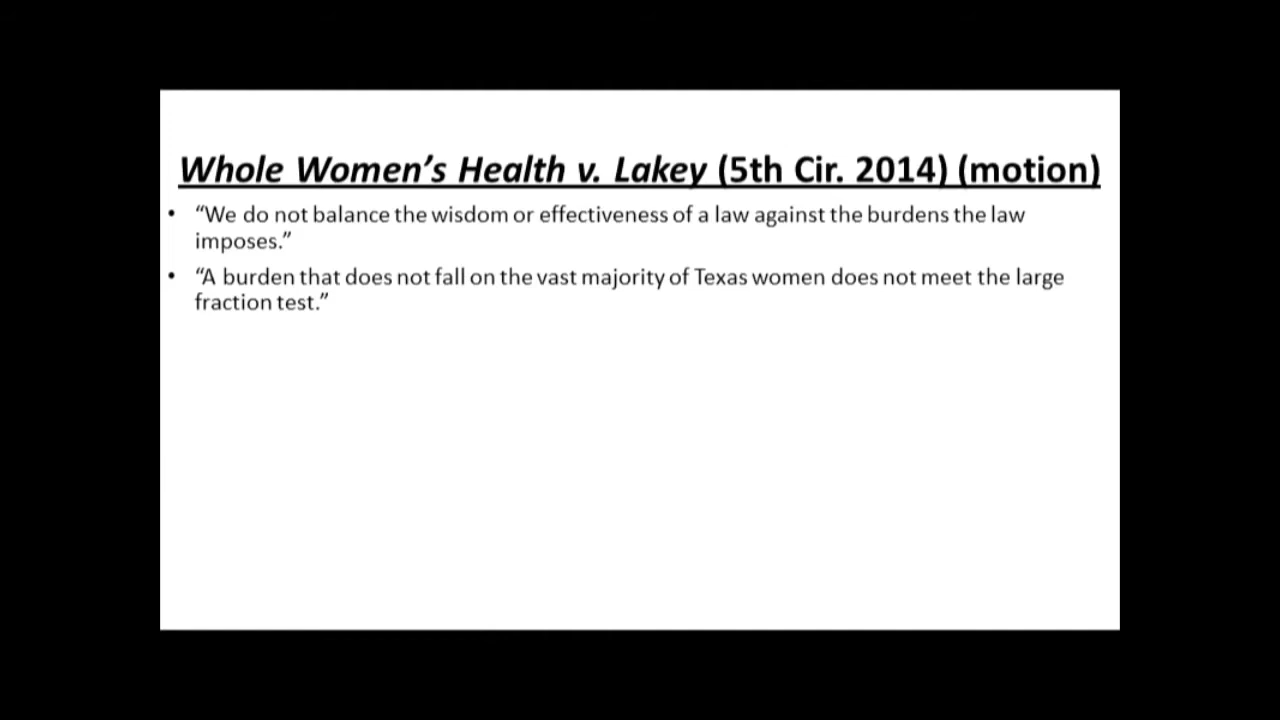 Whole Women's Health v. Lakey (5th Cir. 2014) (motion)
• “We do not balance the wisdom or effectiveness of a law against the burdens the law
imposes.”
• “A burden that does not fall on the vast majority of Texas women does not meet the large
fraction test.”